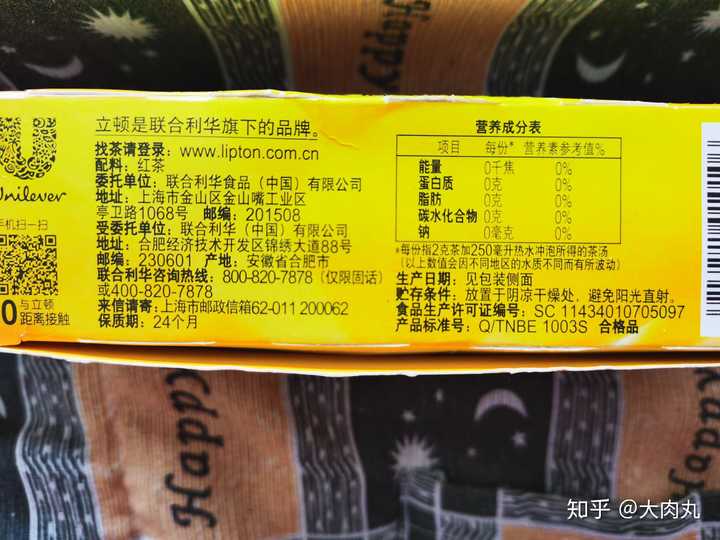 Happy
Unilever
手机扫一扫
0与立顿
距离接触
立顿是联合利华旗下的品牌。
找茶请登录：www.lipton.com.cn
配料：红茶
委托单位：联合利华食品（中国）有限公司
地址：上海市金山区金山嘴工业区
亭卫路1068号 邮编：201508
受委托单位：联合利华（中国）有限公司
地址：合肥经济技术开发区锦绣大道88号
邮编：230601 产地：安徽省合肥市
联合利华咨询热线：800-820-7878（仅限固话）
或400-820-7878
来信请寄：上海市邮政信箱62-011 200062
保质期：24个月
营养成分表
项目 每份* 营养素参考值%
能量 0千焦 0%
蛋白质 0克 0%
脂肪 0克 0%
碳水化合物 0克 0%
钠 0毫克 0%
*每份指2克茶加250毫升热水冲泡所得的茶汤
（以上数值会因不同地区的水质不同而有所波动）
生产日期：见包装侧面
贮存条件：放置于阴凉干燥处，避免阳光直射。
食品生产许可证编号：SC 11434010705097
产品标准号：Q/TNBE 1003S 合格品
Happy
Happy
知乎 @大肉丸